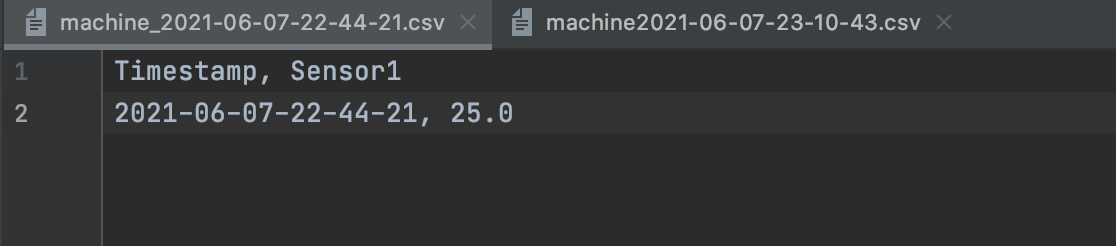 machine_2021-06-07-22-44-21.csv machine2021-06-07-23-10-43.csv
1 Timestamp, Sensor1
2 2021-06-07-22-44-21, 25.0